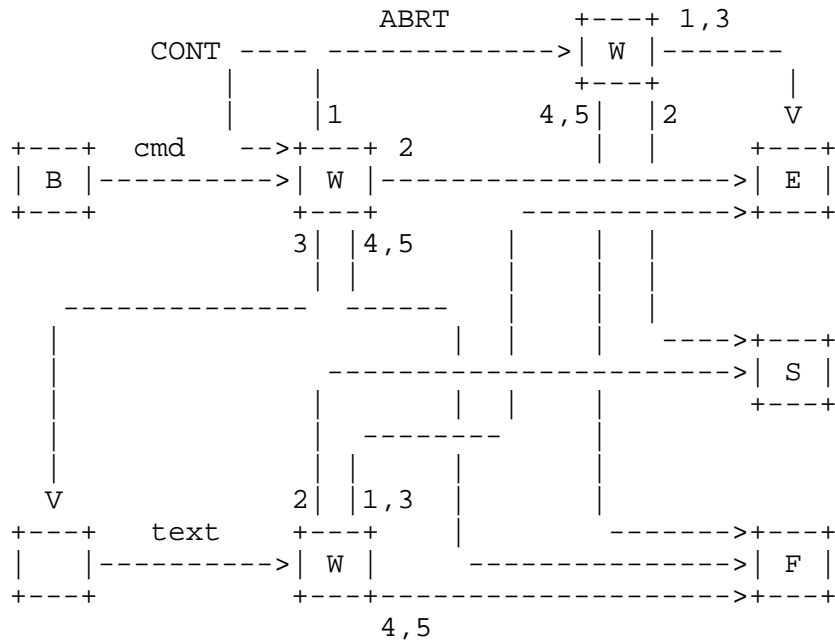 ABRT +---+ 1,3
CONT ---- ------------->| W |-------
| | +---+ |
| |1 4,5| |2 V
+---+ cmd -->+---+ 2 | | +---+
| B |---------->| W |-------------------->| E |
+---+ +---+ ------------>+---+
3| |4,5 | | |
| | | | |
-------------- ------ | | |
| | | | ---->+---+
| ---------------------->| S |
| | | | | +---+
| | -------- |
| | | | |
V 2| |1,3 | |
+---+ text +---+ | ------->+---+
| |---------->| W | --------------->| F |
+---+ +---+-------------------->+---+
4,5